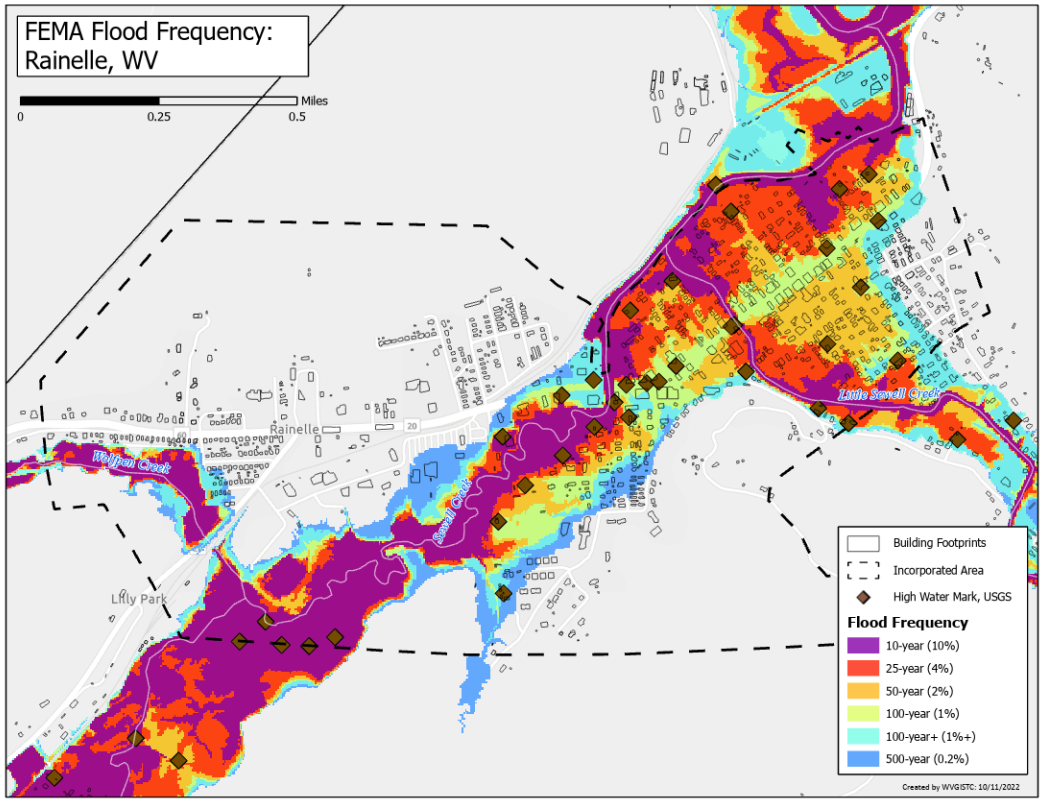 FEMA Flood Frequency:
Rainelle, WV
Miles
0 0.25 0.5
Little Sewell Creek
20
Rainelle
Wolfpen Creek
Sewell Creek
Lilly Park
Building Footprints
Incorporated Area
High Water Mark, USGS
Flood Frequency
10-year (10%)
25-year (4%)
50-year (2%)
100-year (1%)
100-year+ (1%+)
500-year (0.2%)
Created by WVGISTC: 10/11/2022